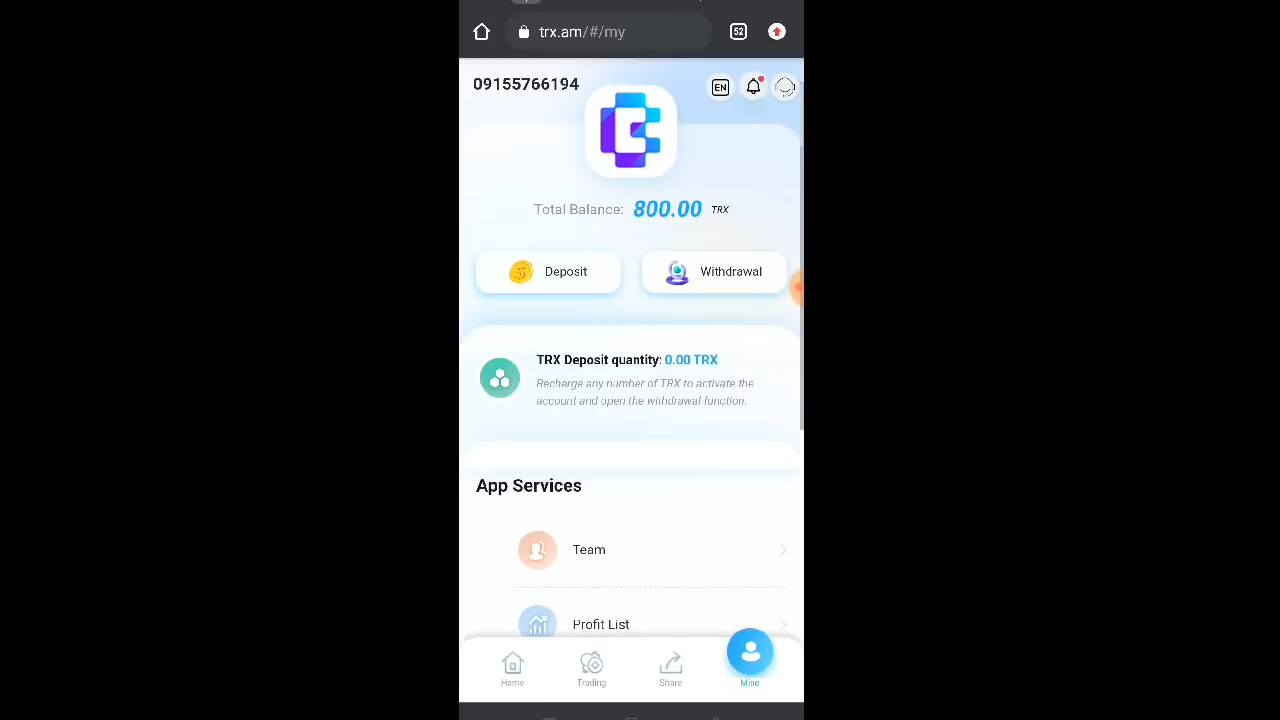 trx.am/#/my
52
09155766194
EN
Total Balance: 800.00 TRX
Deposit
Withdrawal
TRX Deposit quantity: 0.00 TRX
Recharge any number of TRX to activate the
account and open the withdrawal function.
App Services
Team
Profit List
Home
Trading
Share
Mine